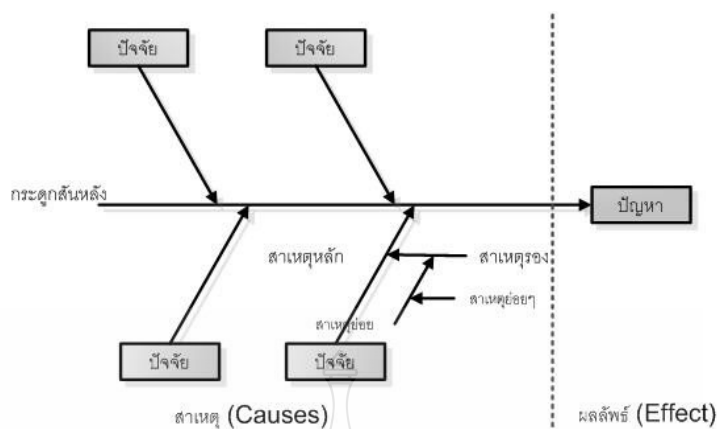 ปัจจัย
ปัจจัย
กระดูกสันหลัง
ปัญหา
สาเหตุหลัก
สาเหตุรอง
สาเหตุย่อยๆ
สาเหตุย่อย
ปัจจัย
ปัจจัย
สาเหตุ (Causes)
ผลลัพธ์ (Effect)